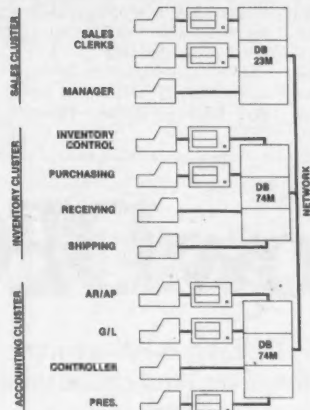 SALES CLUSTER
SALES
CLERKS
MANAGER
DB
23M
INVENTORY CLUSTER
INVENTORY
CONTROL
PURCHASING
RECEIVING
SHIPPING
DB
74M
NETWORK
ACCOUNTING CLUSTER
AR/AP
G/L
CONTROLLER
PRES.
DB
74M